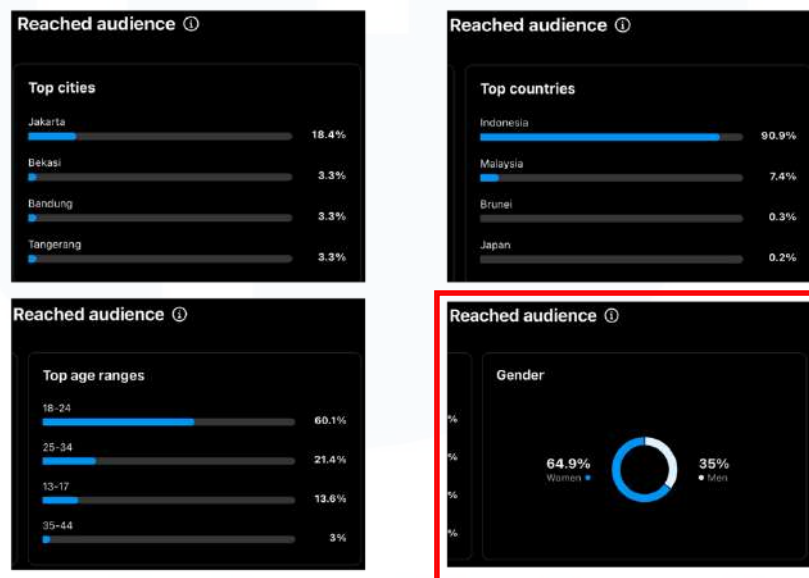 Reached audience ⓘ
Top cities
Jakarta
18.4%
Bekasi
3.3%
Bandung
3.3%
Tangerang
3.3%
Reached audience ⓘ
Top countries
Indonesia
90.9%
Malaysia
7.4%
Brunei
0.3%
Japan
0.2%
Reached audience ⓘ
Top age ranges
18-24
60.1%
25-34
21.4%
13-17
13.6%
35-44
3%
Reached audience ⓘ
%
%
%
%
Gender
64.9%
Women
35%
Men